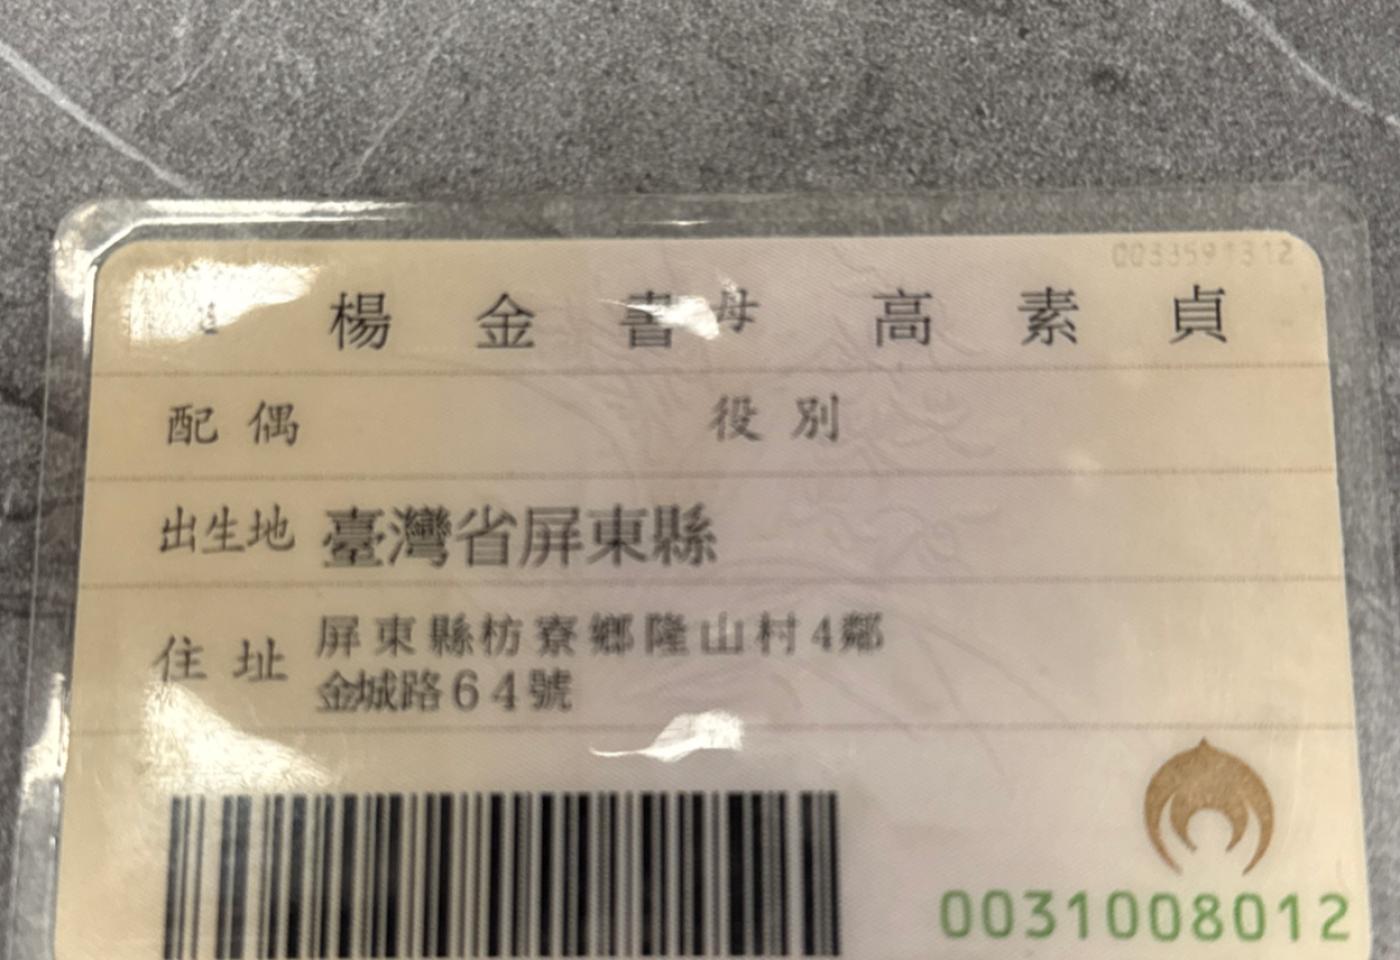 0033591312
楊金書 母 高素貞
配偶 役別
出生地 臺灣省屏東縣
住址 屏東縣枋寮鄉隆山村4鄰
金城路64號
0031008012